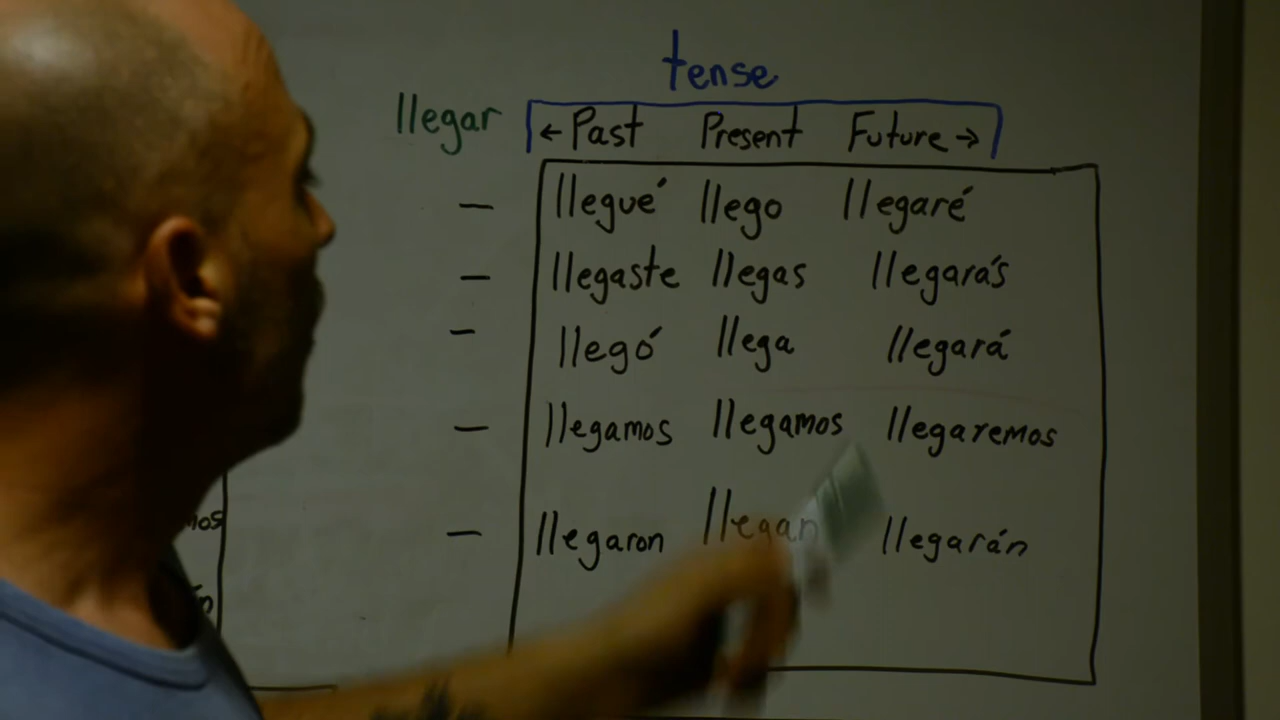 tense
llegar ← Past Present Future →
– llegué llego llegaré
– llegaste llegas llegarás
– llegó llega llegará
– llegamos llegamos llegaremos
– llegaron llegan llegarán